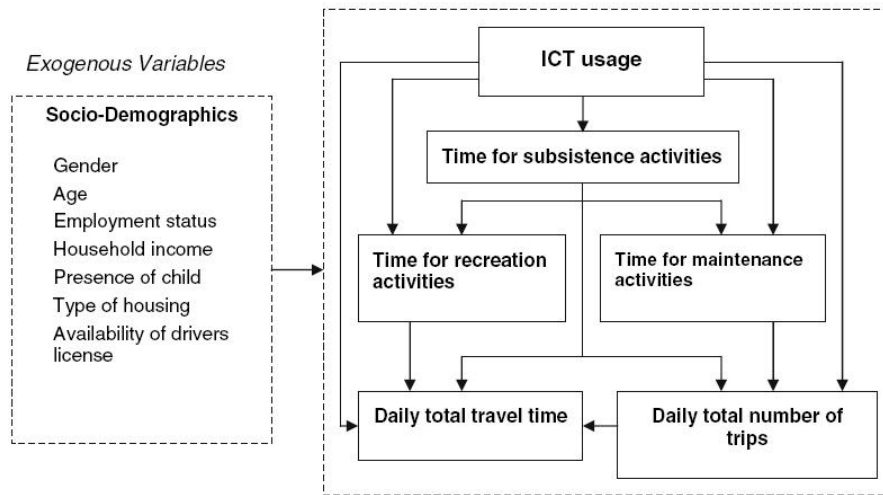 Exogenous Variables
Socio-Demographics
Gender
Age
Employment status
Household income
Presence of child
Type of housing
Availability of drivers
license
ICT usage
Time for subsistence activities
Time for recreation
activities
Time for maintenance
activities
Daily total travel time
Daily total number of
trips